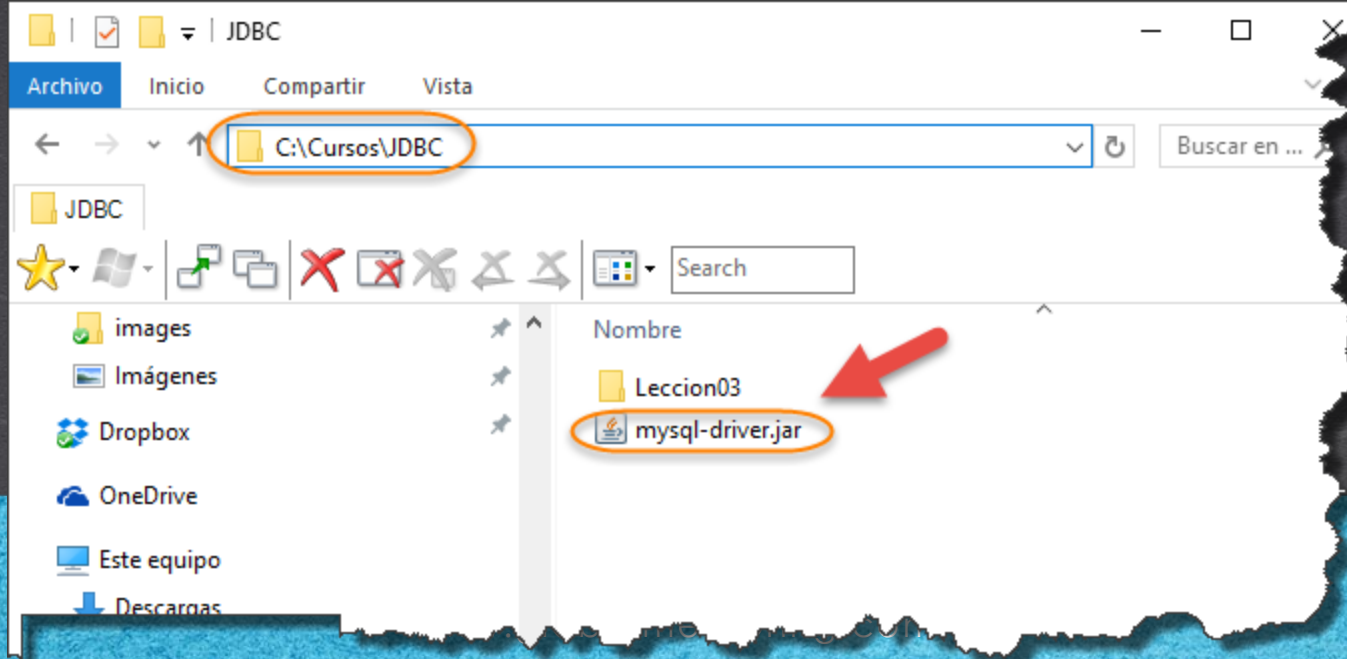 JDBC
Archivo Inicio Compartir Vista
C:\Cursos\JDBC
Buscar en ...
JDBC
Search
images
Imágenes
Dropbox
OneDrive
Este equipo
Descargas
Nombre
Leccion03
mysql-driver.jar